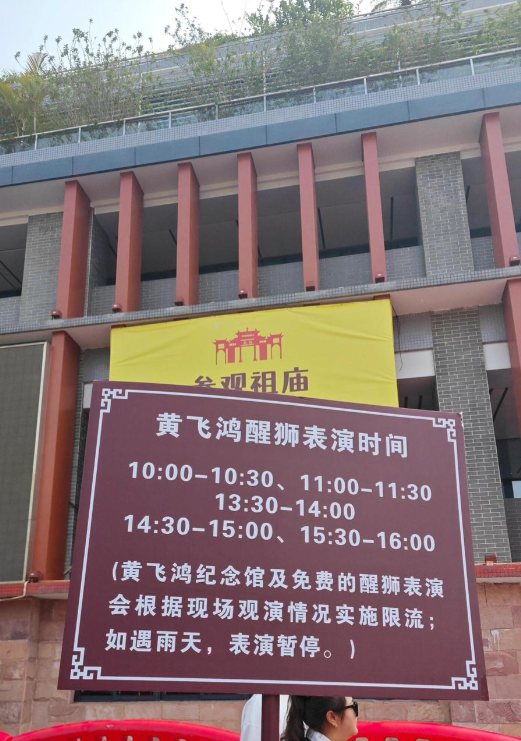 参观祖庙
黄飞鸿醒狮表演时间
10:00-10:30、11:00-11:30
13:30-14:00
14:30-15:00、15:30-16:00
(黄飞鸿纪念馆及免费的醒狮表演
会根据现场观演情况实施限流；
如遇雨天，表演暂停。)